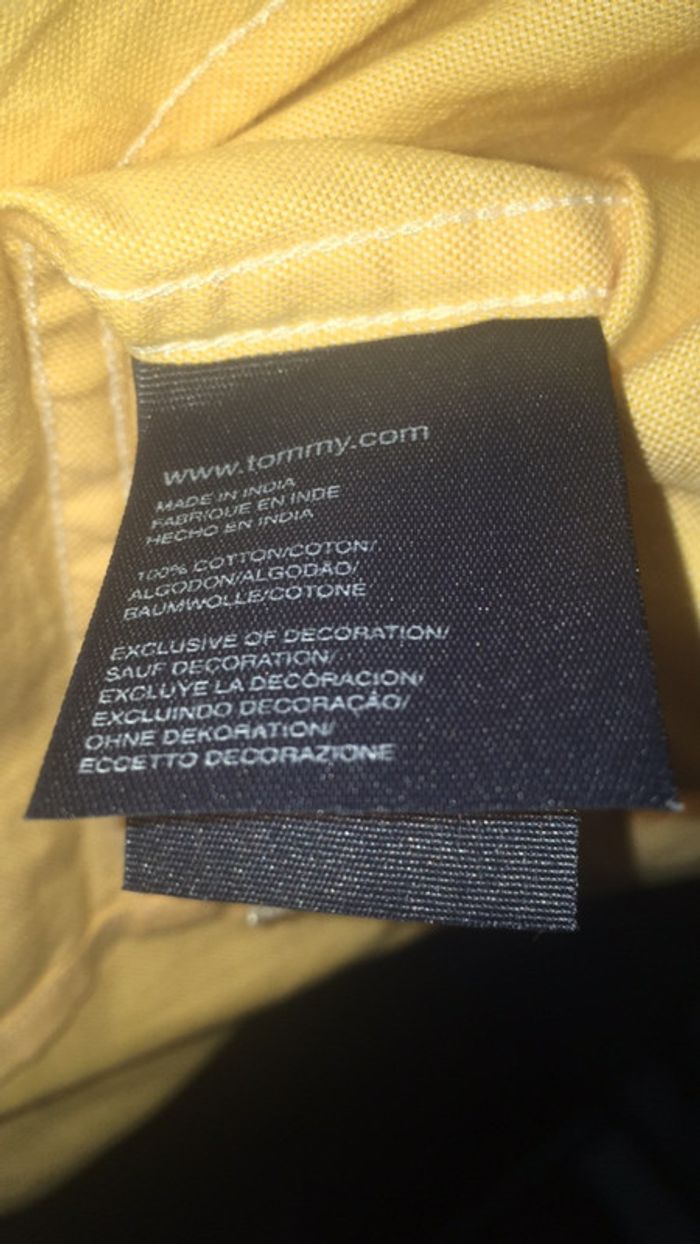 www.tommy.com
MADE IN INDIA
FABRIQUE EN INDE
HECHO EN INDIA
100% COTTON/COTON/
ALGODON/ALGODÃO/
BAUMWOLLE/COTONE
EXCLUSIVE OF DECORATION/
SAUF DECORATION/
EXCLUYE LA DECORACION/
EXCLUINDO DECORAÇÃO/
OHNE DEKORATION/
ECCETTO DECORAZIONE